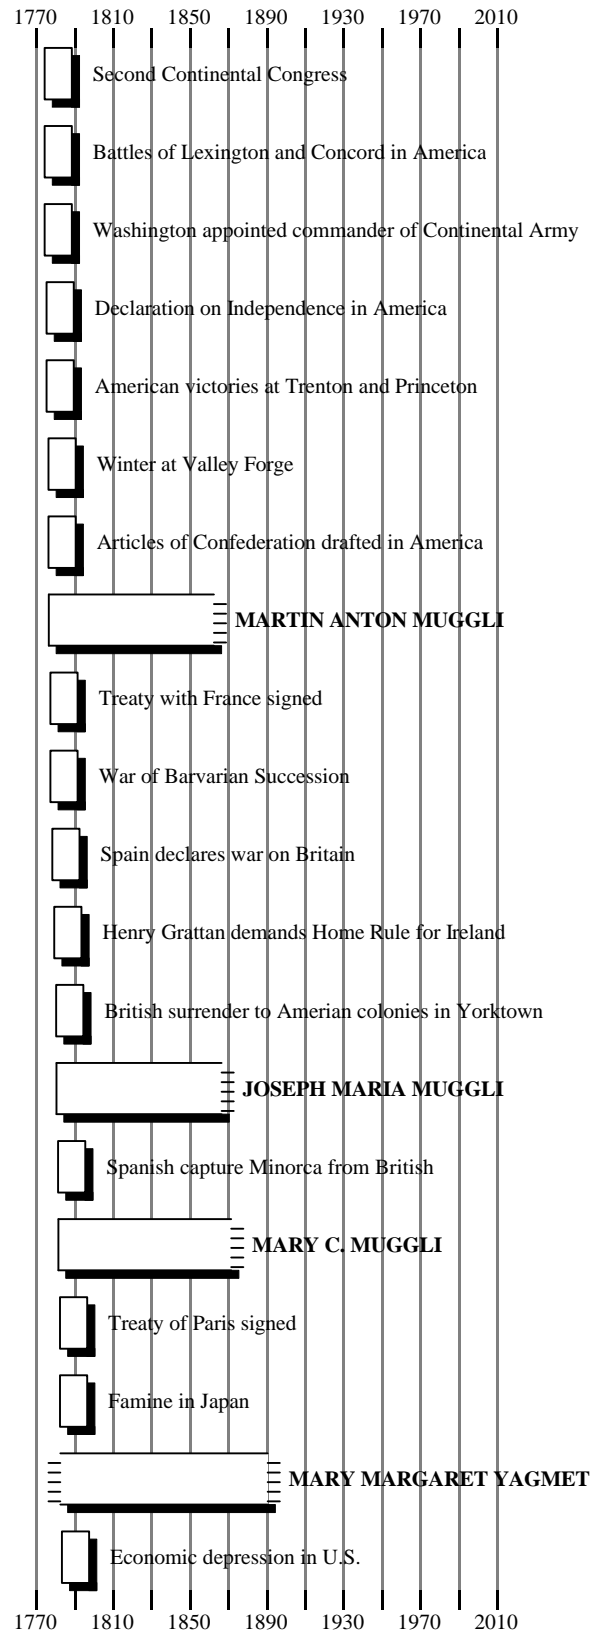 1770 1810 1850 1890 1930 1970 2010
Second Continental Congress
Battles of Lexington and Concord in America
Washington appointed commander of Continental Army
Declaration on Independence in America
American victories at Trenton and Princeton
Winter at Valley Forge
Articles of Confederation drafted in America
MARTIN ANTON MUGGLI
Treaty with France signed
War of Barvarian Succession
Spain declares war on Britain
Henry Grattan demands Home Rule for Ireland
British surrender to Amerian colonies in Yorktown
JOSEPH MARIA MUGGLI
Spanish capture Minorca from British
MARY C. MUGGLI
Treaty of Paris signed
Famine in Japan
MARY MARGARET YAGMET
Economic depression in U.S.
1770 1810 1850 1890 1930 1970 2010